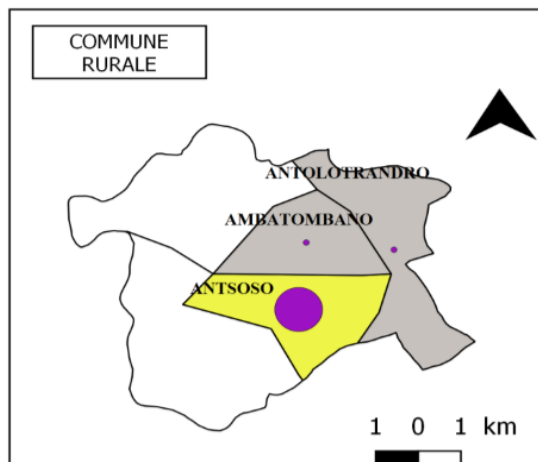 COMMUNE
RURALE
ANTOLOTRANDRO
AMBATOMBANO
ANTSOSO
1 0 1 km